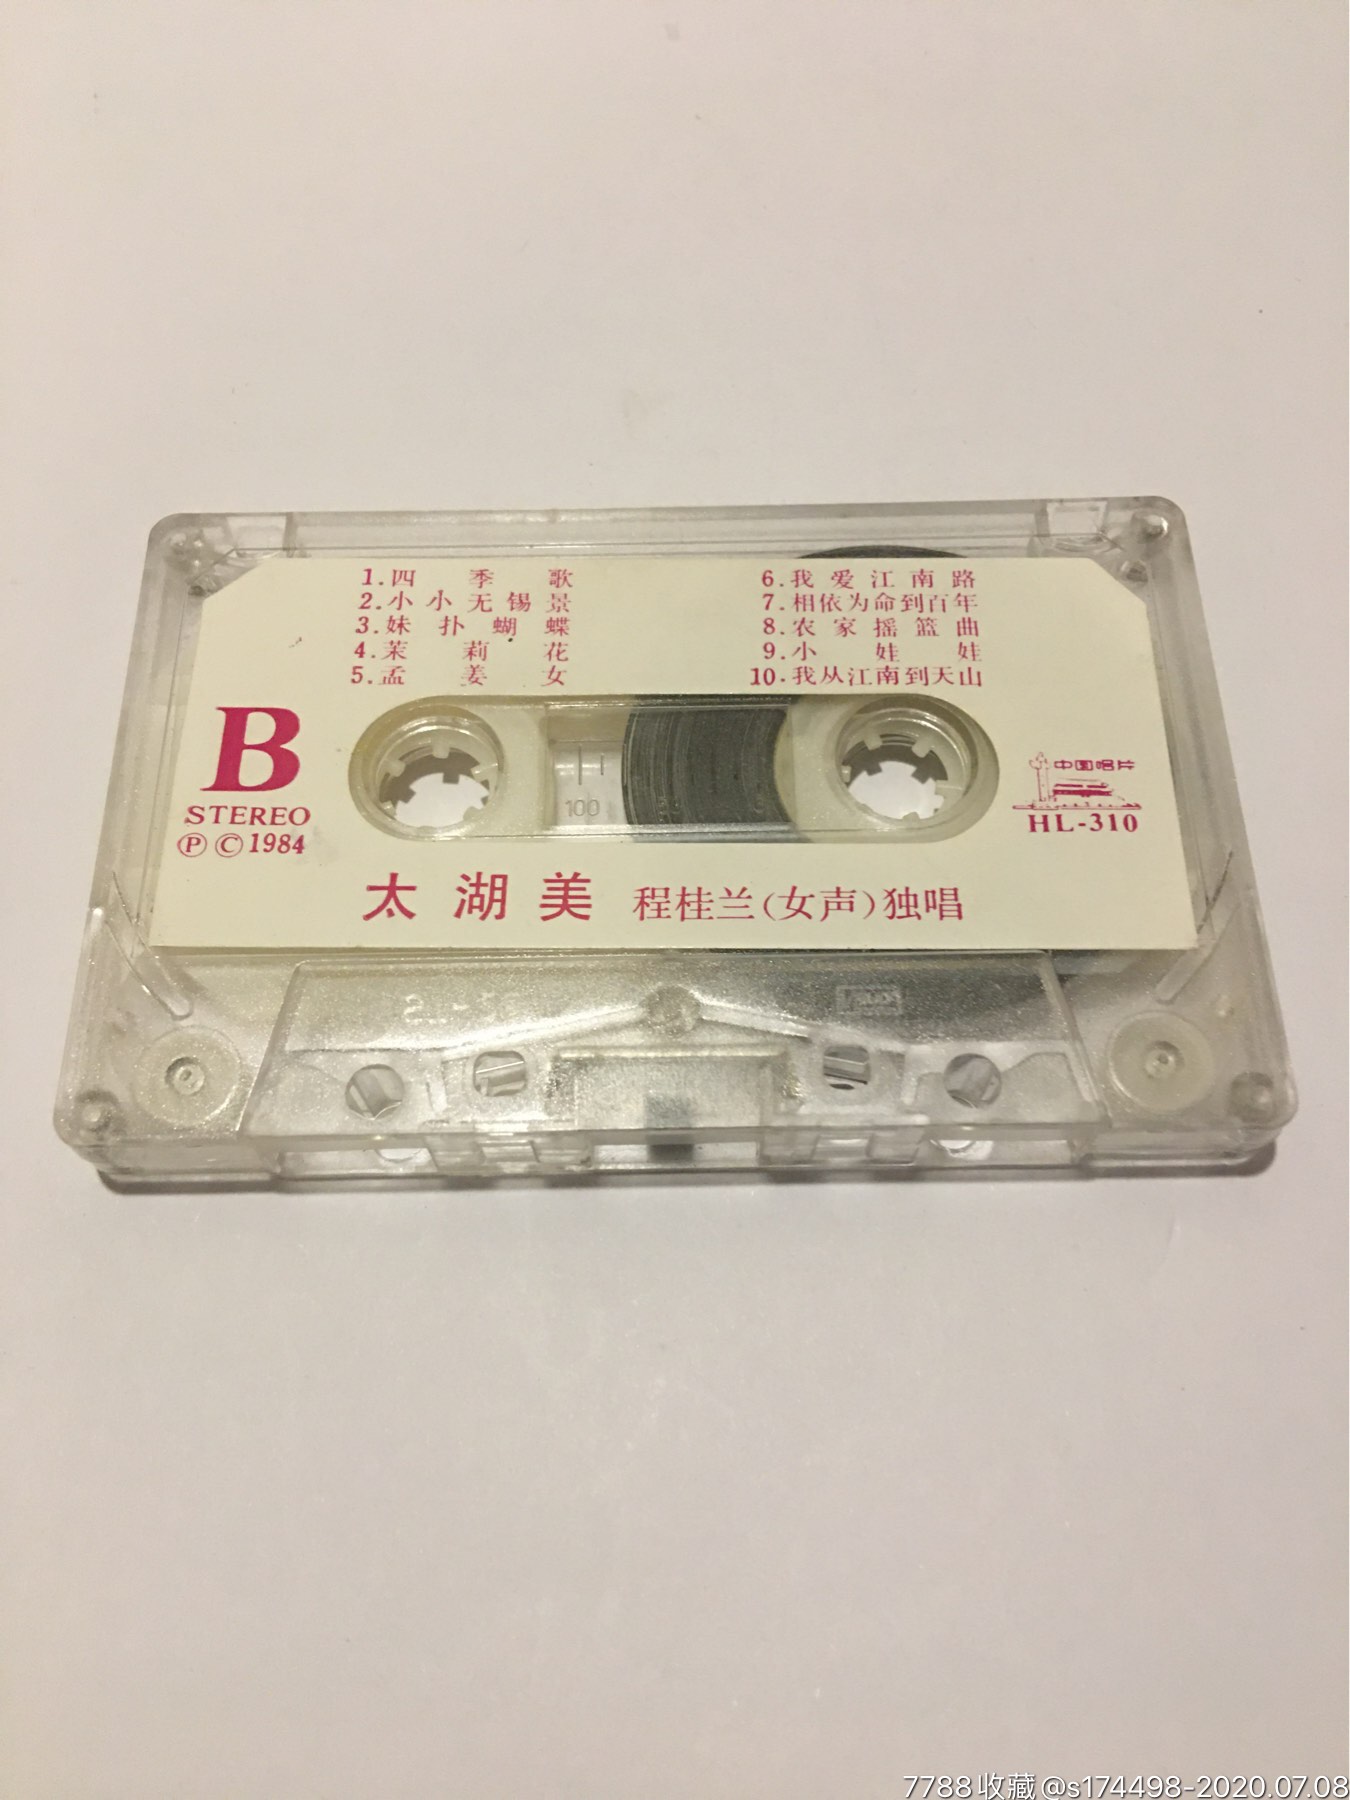 1.四季歌
2.小小无锡景
3.妹扑蝴蝶
4.茉莉花
5.孟姜女
6.我爱江南路
7.相依为命到百年
8.农家摇篮曲
9.小娃娃
10.我从江南到天山
B
STEREO
Ⓟ Ⓒ 1984
100
中国唱片
HL-310
太湖美 程桂兰(女声)独唱
7788收藏@s174498-2020.07.08